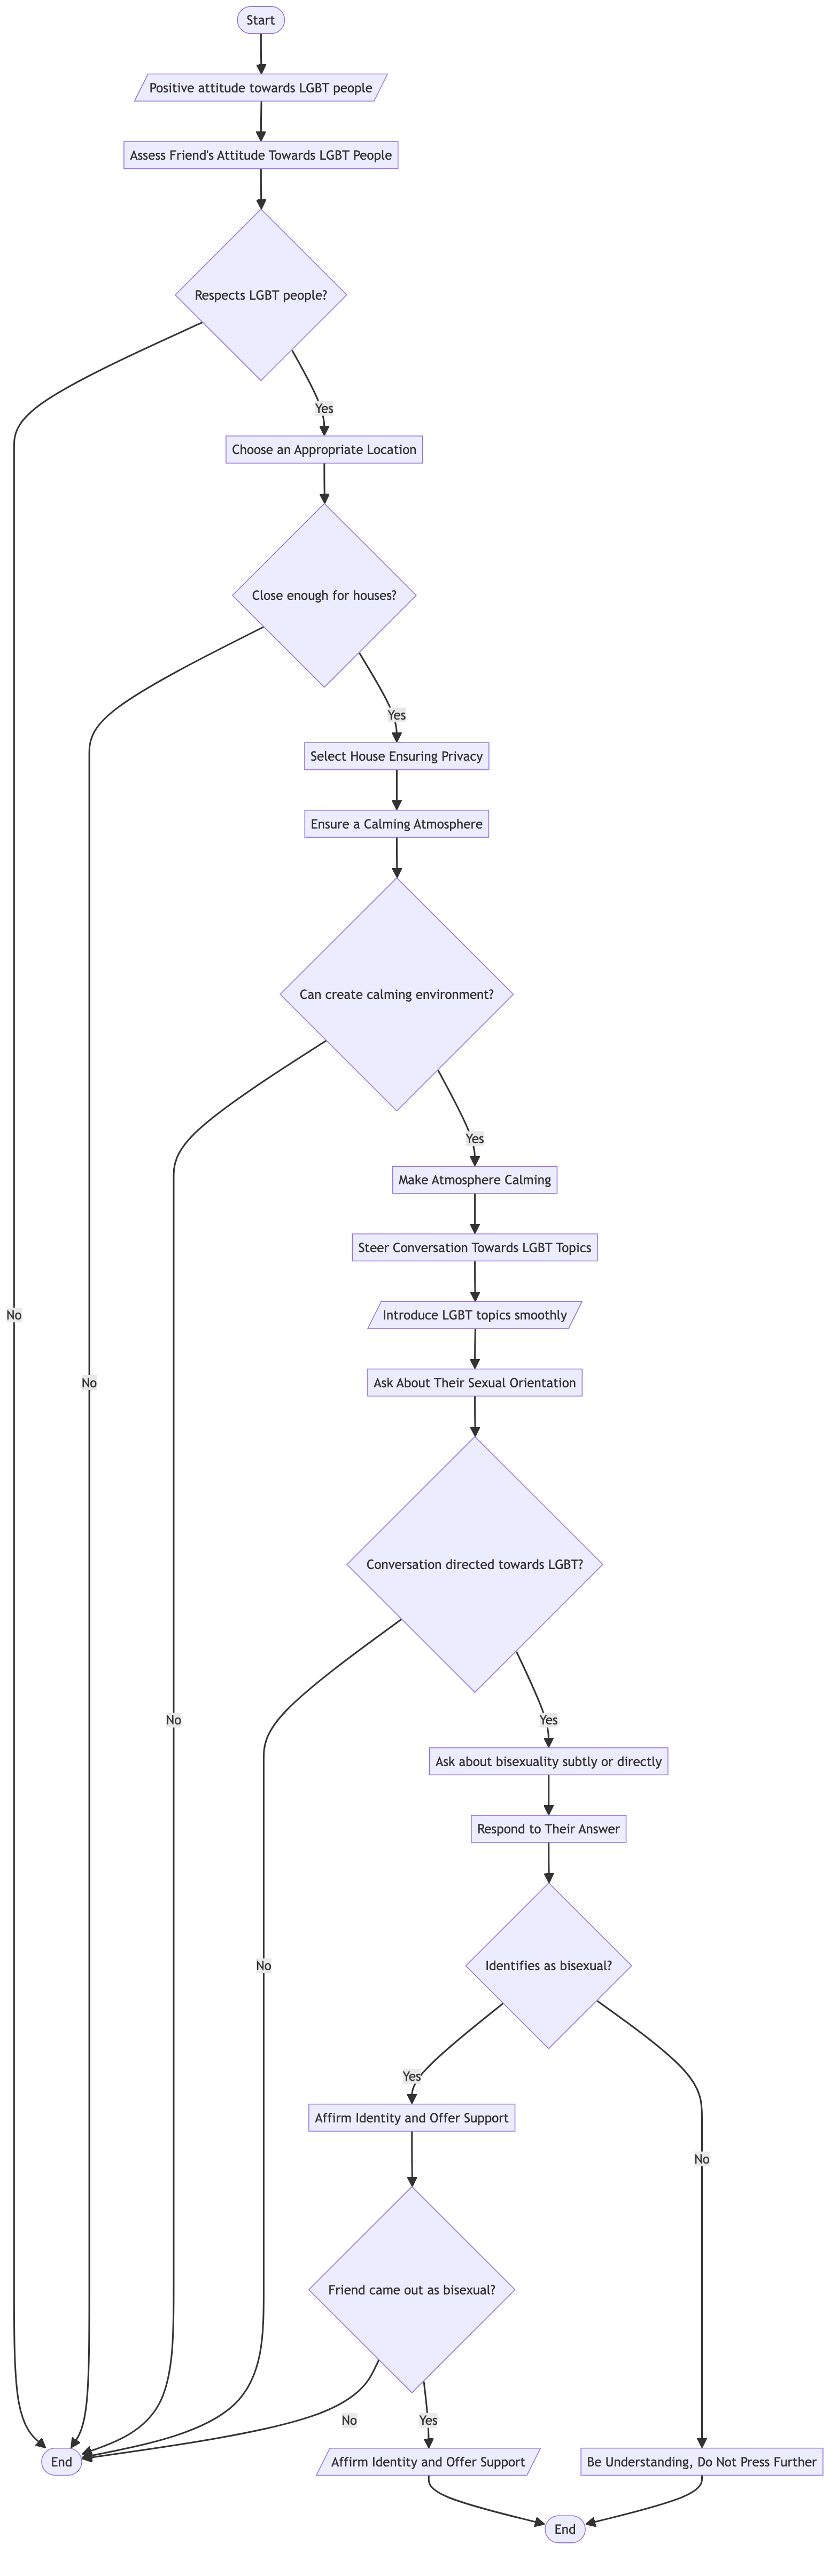 Start
Positive attitude towards LGBT people
Assess Friend's Attitude Towards LGBT People
Respects LGBT people?
Yes
Choose an Appropriate Location
Close enough for houses?
Yes
Select House Ensuring Privacy
Ensure a Calming Atmosphere
Can create calming environment?
Yes
Make Atmosphere Calming
Steer Conversation Towards LGBT Topics
Introduce LGBT topics smoothly
No
Ask About Their Sexual Orientation
No
Conversation directed towards LGBT?
No
Yes
Ask about bisexuality subtly or directly
Respond to Their Answer
No
Identifies as bisexual?
Yes
Affirm Identity and Offer Support
No
Friend came out as bisexual?
No
Yes
End
Affirm Identity and Offer Support
Be Understanding, Do Not Press Further
End